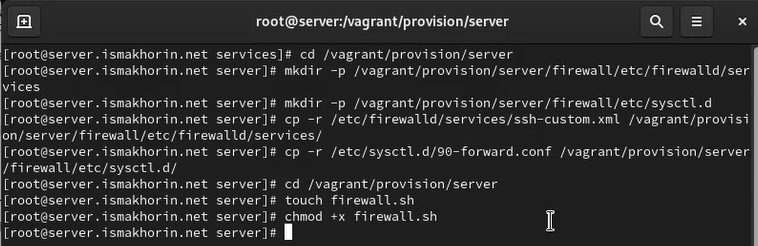 root@server:/vagrant/provision/server
[root@server.ismakhorin.net services]# cd /vagrant/provision/server
[root@server.ismakhorin.net server]# mkdir -p /vagrant/provision/server/firewall/etc/firewalld/ser
vices
[root@server.ismakhorin.net server]# mkdir -p /vagrant/provision/server/firewall/etc/sysctl.d
[root@server.ismakhorin.net server]# cp -r /etc/firewalld/services/ssh-custom.xml /vagrant/provisi
on/server/firewall/etc/firewalld/services/
[root@server.ismakhorin.net server]# cp -r /etc/sysctl.d/90-forward.conf /vagrant/provision/server
/firewall/etc/sysctl.d/
[root@server.ismakhorin.net server]# cd /vagrant/provision/server
[root@server.ismakhorin.net server]# touch firewall.sh
[root@server.ismakhorin.net server]# chmod +x firewall.sh
[root@server.ismakhorin.net server]#